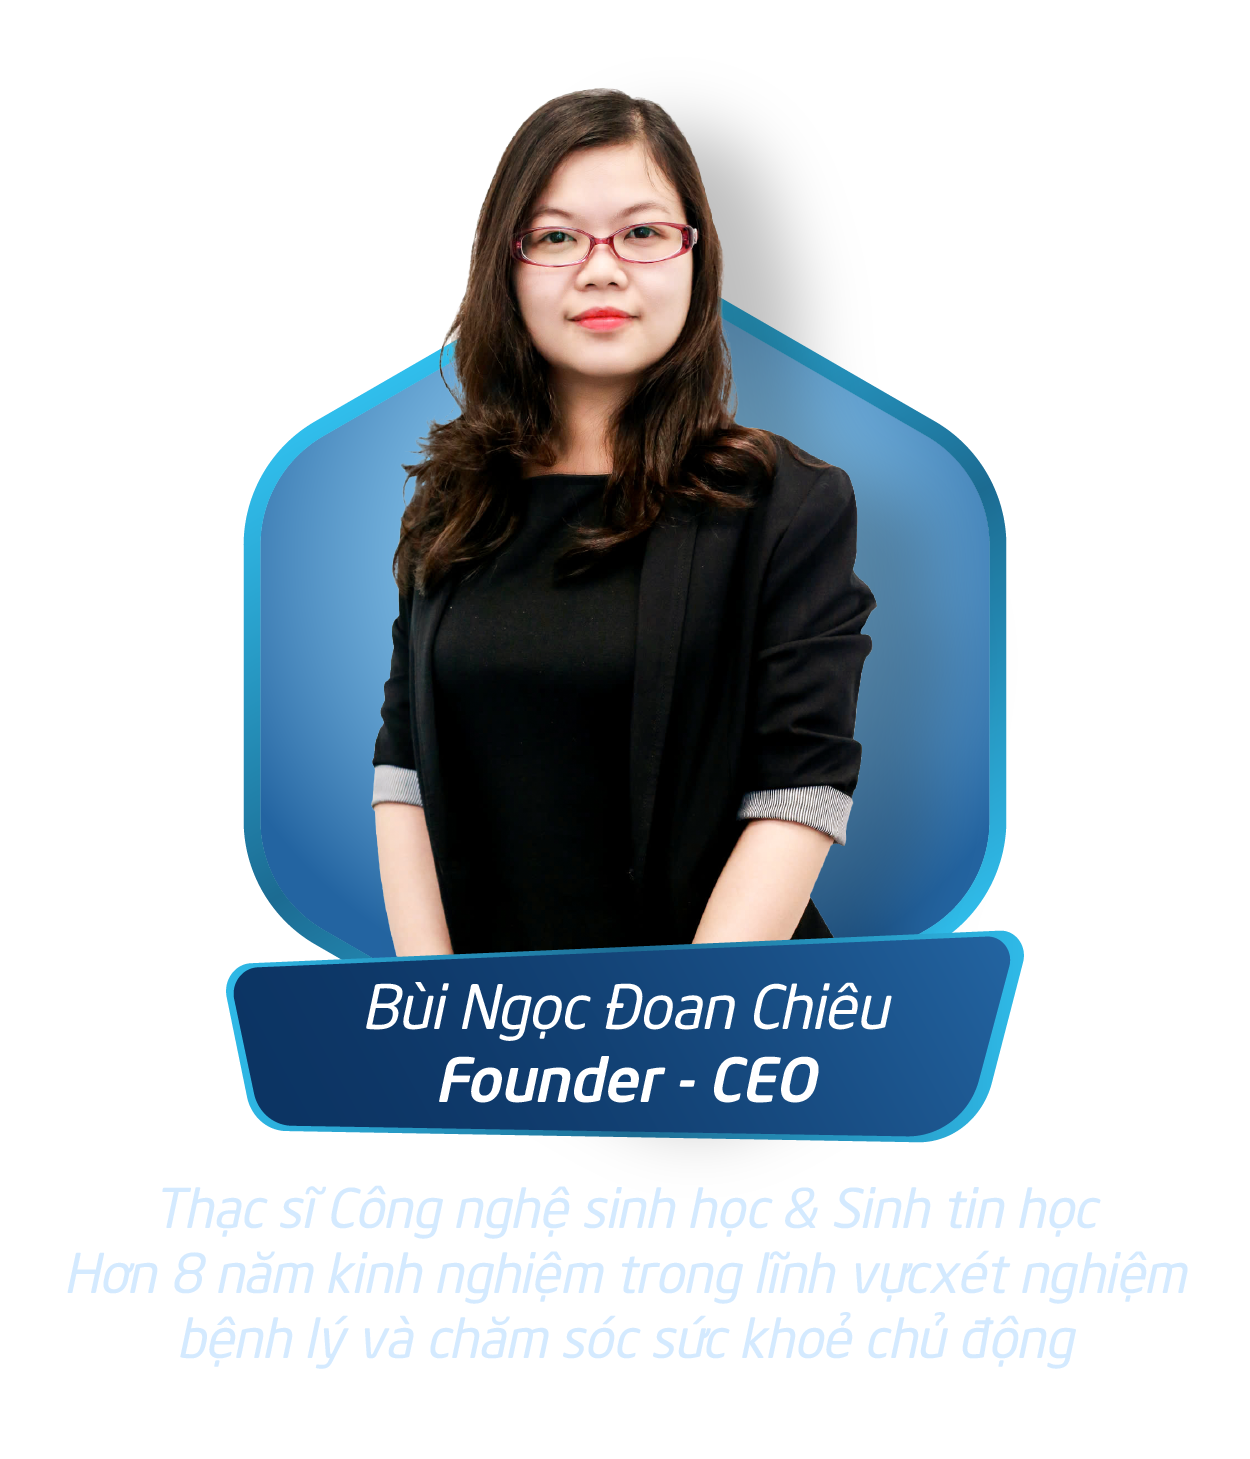 Bùi Ngọc Đoan Chiêu
Founder - CEO
Thạc sĩ Công nghệ sinh học & Sinh tin học
Hơn 8 năm kinh nghiệm trong lĩnh vựcxét nghiệm
bệnh lý và chăm sóc sức khoẻ chủ động